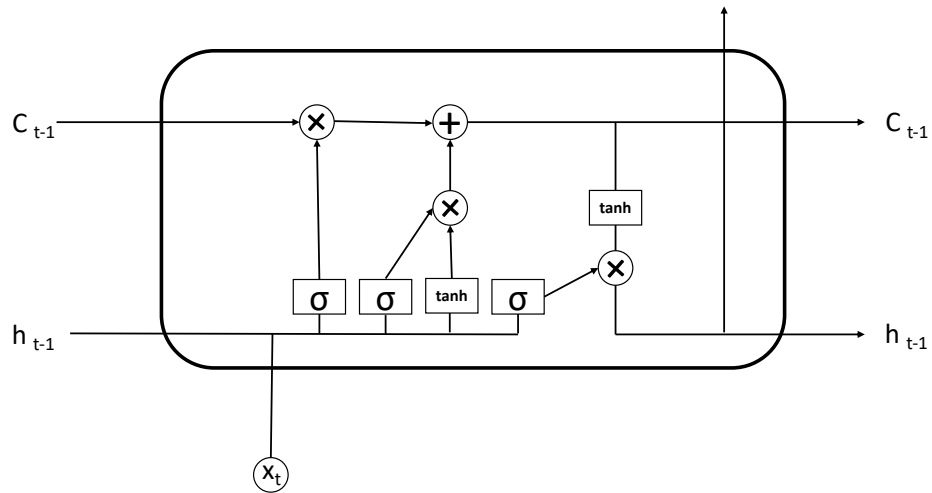 C t-1
× + C t-1
×
tanh
×
σ σ tanh σ
h t-1
h t-1
xt